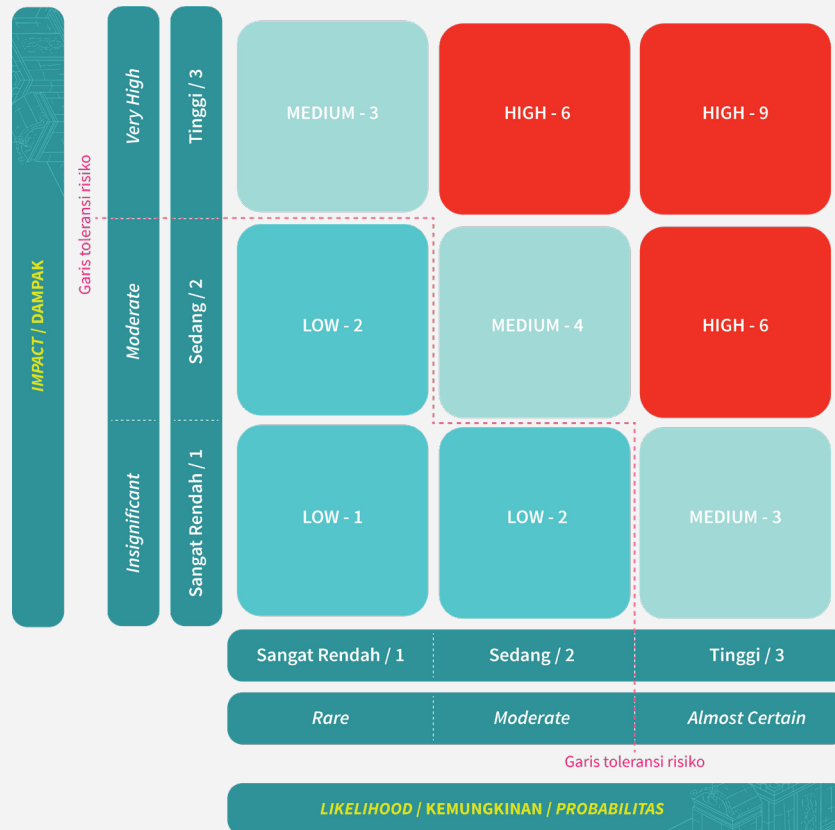 IMPACT / DAMPAK
Garis toleransi risiko
Very High
Tinggi / 3
MEDIUM - 3
HIGH - 6
HIGH - 9
Moderate
Sedang / 2
LOW - 2
MEDIUM - 4
HIGH - 6
Insignificant
Sangat Rendah / 1
LOW - 1
LOW - 2
MEDIUM - 3
Sangat Rendah / 1
Sedang / 2
Tinggi / 3
Rare
Moderate
Almost Certain
Garis toleransi risiko
LIKELIHOOD / KEMUNGKINAN / PROBABILITAS